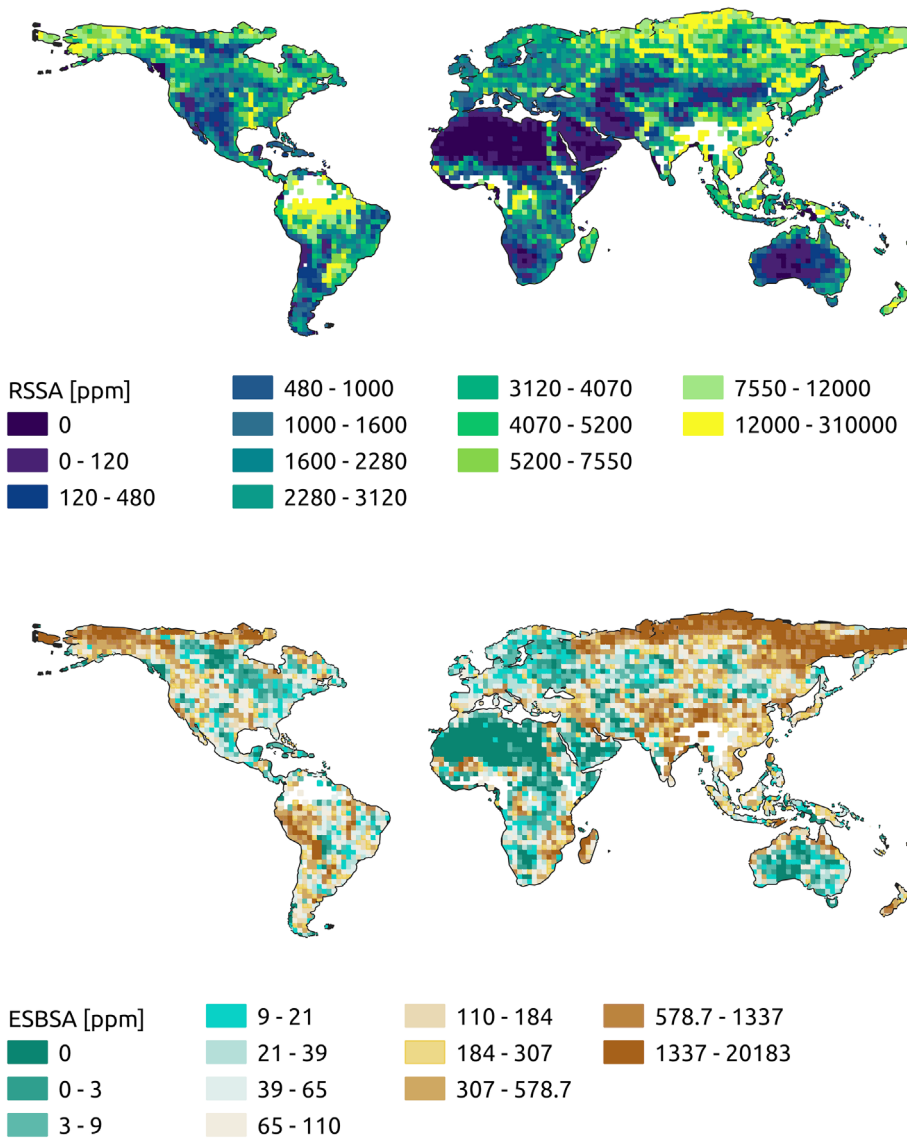 RSSA [ppm]
0
0 - 120
120 - 480
480 - 1000
1000 - 1600
1600 - 2280
2280 - 3120
3120 - 4070
4070 - 5200
5200 - 7550
7550 - 12000
12000 - 310000
ESBSA [ppm]
0
0 - 3
3 - 9
9 - 21
21 - 39
39 - 65
65 - 110
110 - 184
184 - 307
307 - 578.7
578.7 - 1337
1337 - 20183